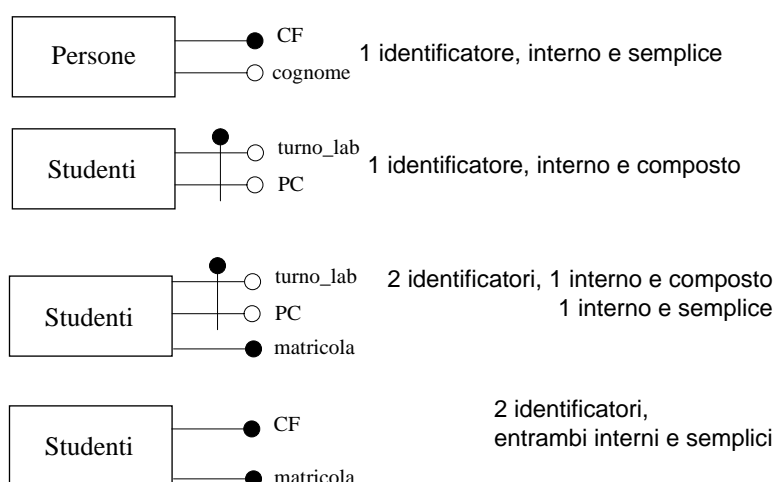 Persone
CF
cognome
1 identificatore, interno e semplice
Studenti
turno_lab
PC
1 identificatore, interno e composto
Studenti
turno_lab
PC
matricola
2 identificatori, 1 interno e composto
1 interno e semplice
Studenti
CF
matricola
2 identificatori,
entrambi interni e semplici